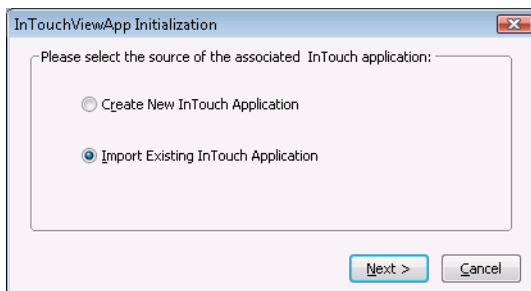 InTouchViewApp Initialization
Please select the source of the associated InTouch application:
Create New InTouch Application
Import Existing InTouch Application
Next >
Cancel